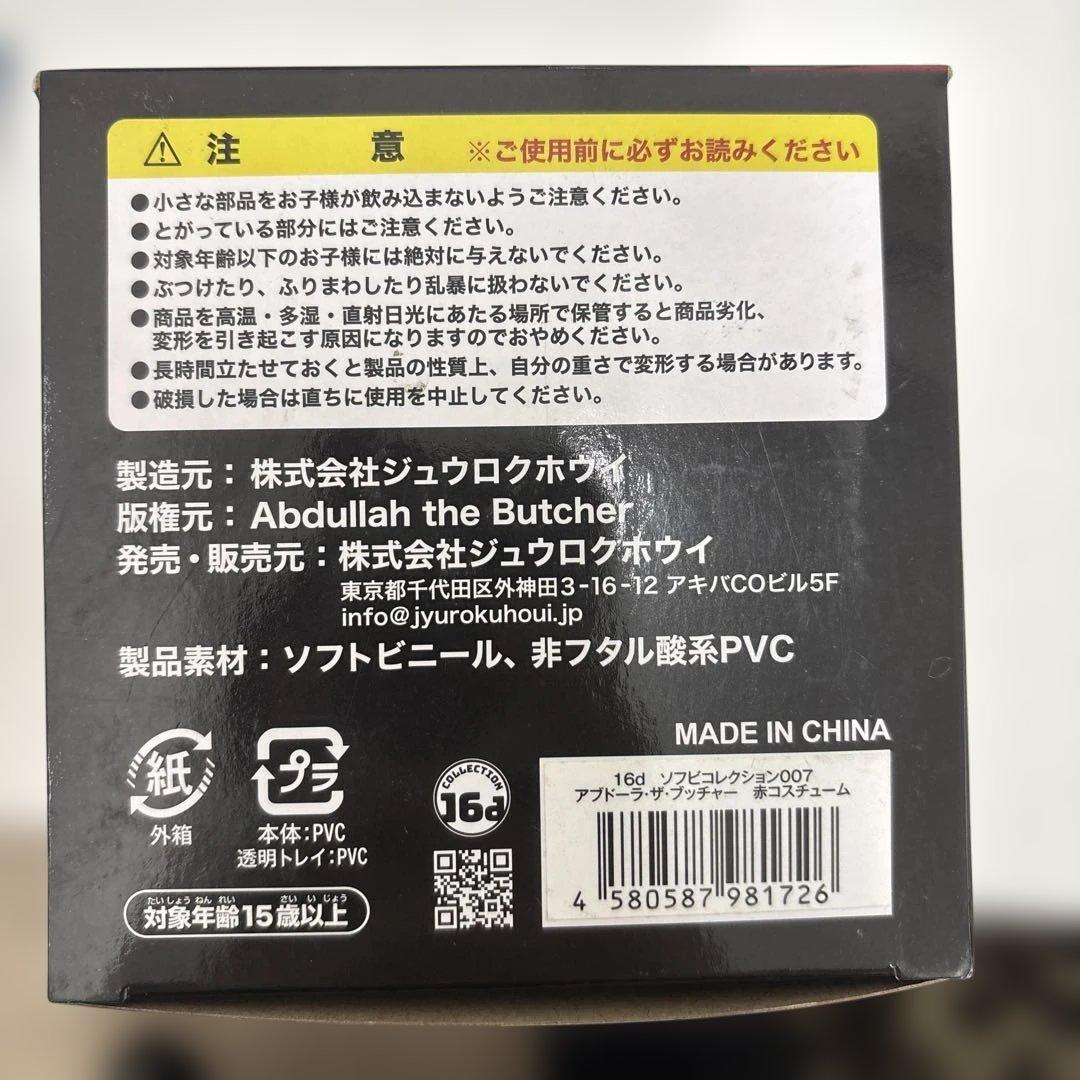 注 意 ※ご使用前に必ずお読みください
●小さな部品をお子様が飲み込まないようご注意ください。
●とがっている部分にはご注意ください。
●対象年齢以下のお子様には絶対に与えないでください。
●ぶつけたり、ふりまわしたり乱暴に扱わないでください。
●商品を高温・多湿・直射日光にあたる場所で保管すると商品劣化、
変形を引き起こす原因になりますのでおやめください。
●長時間立たせておくと製品の性質上、自分の重さで変形する場合があります。
●破損した場合は直ちに使用を中止してください。
製造元：株式会社ジュウロクホウイ
版権元：Abdullah the Butcher
発売・販売元：株式会社ジュウロクホウイ
東京都千代田区外神田3-16-12 アキバCOビル5F
info@jyurokuhoui.jp
製品素材：ソフトビニール、非フタル酸系PVC
MADE IN CHINA
紙
外箱
プラ
本体：PVC
透明トレイ：PVC
COLLECTION
16d
16d ソフビコレクション007
アブドーラ・ザ・ブッチャー 赤コスチューム
4 580587 981726
たいしょうねんれい さいいじょう
対象年齢15歳以上